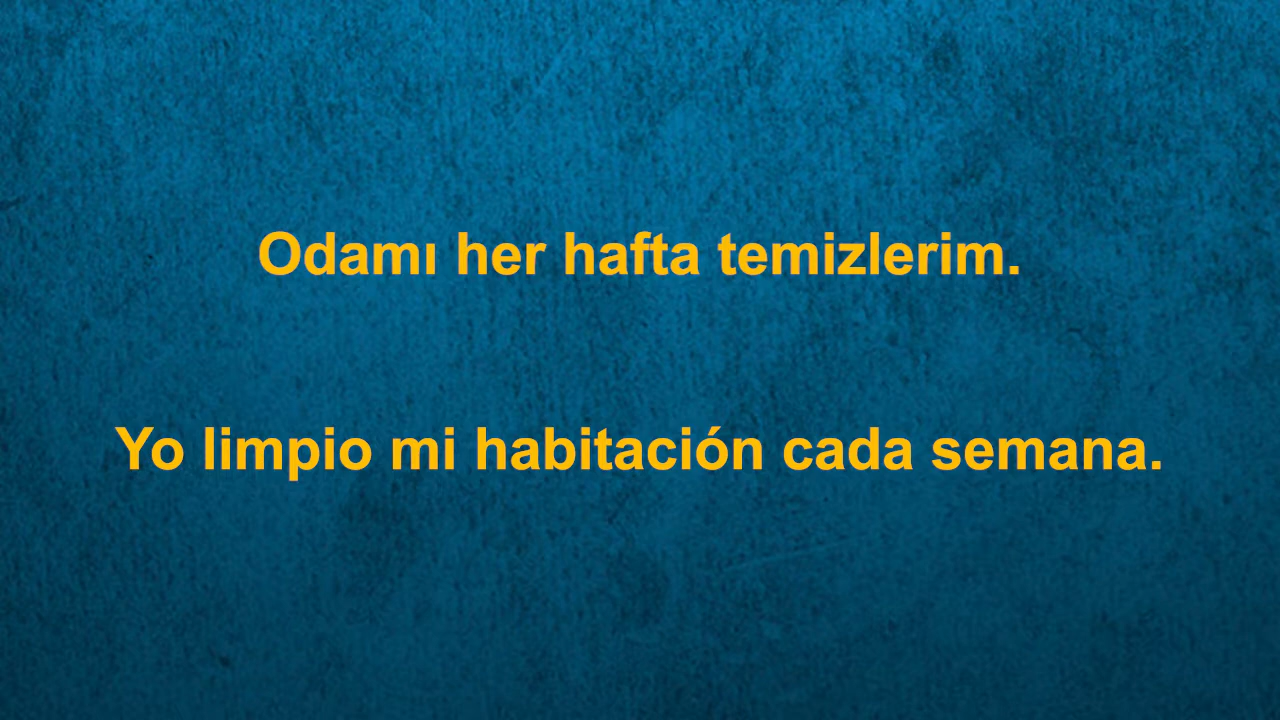 Odamı her hafta temizlerim.
Yo limpio mi habitación cada semana.